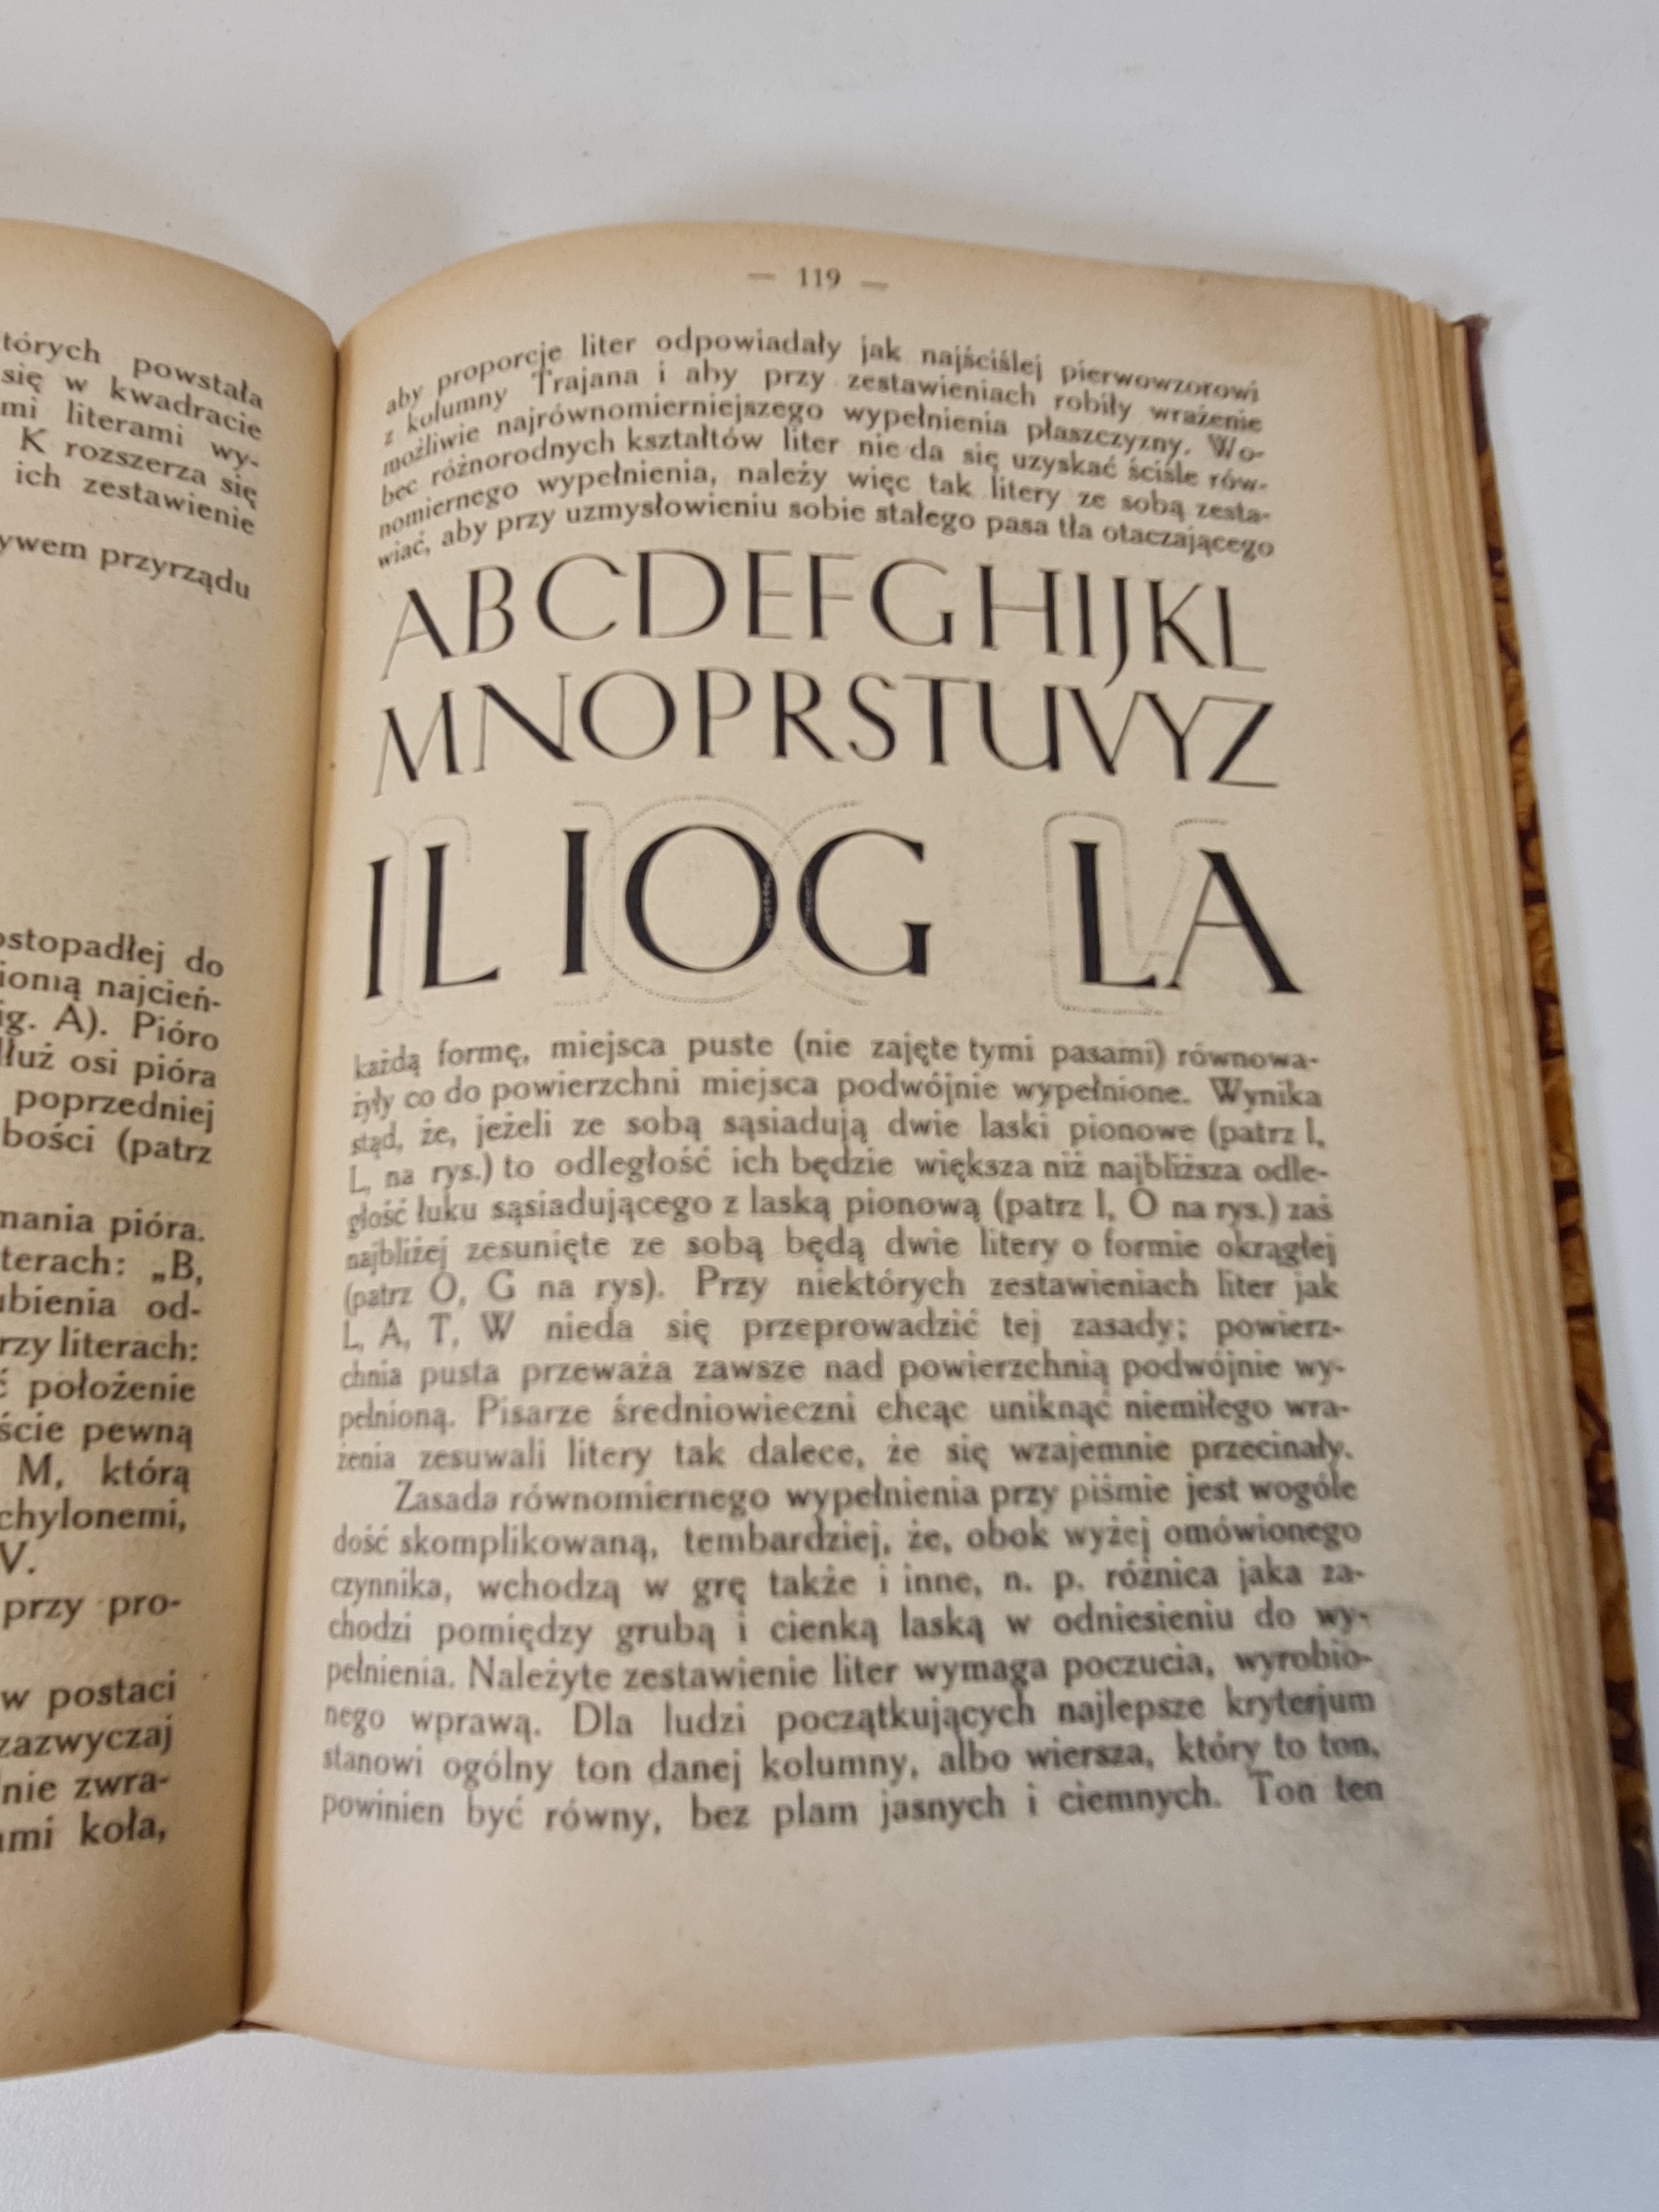 tórych powstała
się w kwadracie
mi literami wy-
K rozszerza się
ich zestawienie
ywem przyrządu
ostopadłej do
ionią najcień-
ig. A). Pióro
dłuż osi pióra
poprzedniej
bości (patrz
mania pióra.
terach: „B,
ubienia od-
rzy literach:
ć położenie
ście pewną
M, którą
chylonemi,
V.
przy pro-
w postaci
zazwyczaj
nie zwra-
ami koła,
— 119 —
aby proporcje liter odpowiadały jak najściślej pierwowzorowi
z kolumny Trajana i aby przy zestawieniach robiły wrażenie
możliwie najrównomierniejszego wypełnienia płaszczyzny. Wo-
bec różnorodnych kształtów liter nie da się uzyskać ściśle rów-
nomiernego wypełnienia, należy więc tak litery ze sobą zesta-
wiać, aby przy uzmysłowieniu sobie stałego pasa tła otaczającego
ABCDEFGHIJKL
MNOPRSTUVYZ
IL IOG LA
każdą formę, miejsca puste (nie zajęte tymi pasami) równowa-
żyły co do powierzchni miejsca podwójnie wypełnione. Wynika
stąd, że, jeżeli ze sobą sąsiadują dwie laski pionowe (patrz I,
L, na rys.) to odległość ich będzie większa niż najbliższa odle-
głość łuku sąsiadującego z laską pionową (patrz I, O na rys.) zaś
najbliżej zesunięte ze sobą będą dwie litery o formie okrągłej
(patrz O, G na rys). Przy niektórych zestawieniach liter jak
L, A, T, W nieda się przeprowadzić tej zasady; powierz-
chnia pusta przeważa zawsze nad powierzchnią podwójnie wy-
pełnioną. Pisarze średniowieczni chcąc uniknąć niemiłego wra-
żenia zesuwali litery tak dalece, że się wzajemnie przecinały.
Zasada równomiernego wypełnienia przy piśmie jest wogóle
dość skomplikowaną, tembardziej, że, obok wyżej omówionego
czynnika, wchodzą w grę także i inne, n. p. różnica jaka za-
chodzi pomiędzy grubą i cienką laską w odniesieniu do wy-
pełnienia. Należyte zestawienie liter wymaga poczucia, wyrobio-
nego wprawą. Dla ludzi początkujących najlepsze kryterjum
stanowi ogólny ton danej kolumny, albo wiersza, który to ton,
powinien być równy, bez plam jasnych i ciemnych. Ton ten